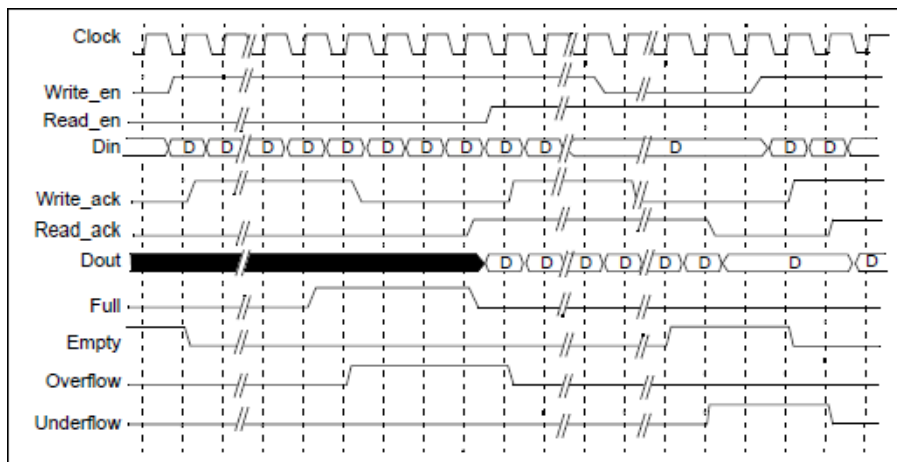 Clock
Write_en
Read_en
Din D D D D D D D D D D D D D
Write_ack
Read_ack
Dout D D D D D D D D
Full
Empty
Overflow
Underflow